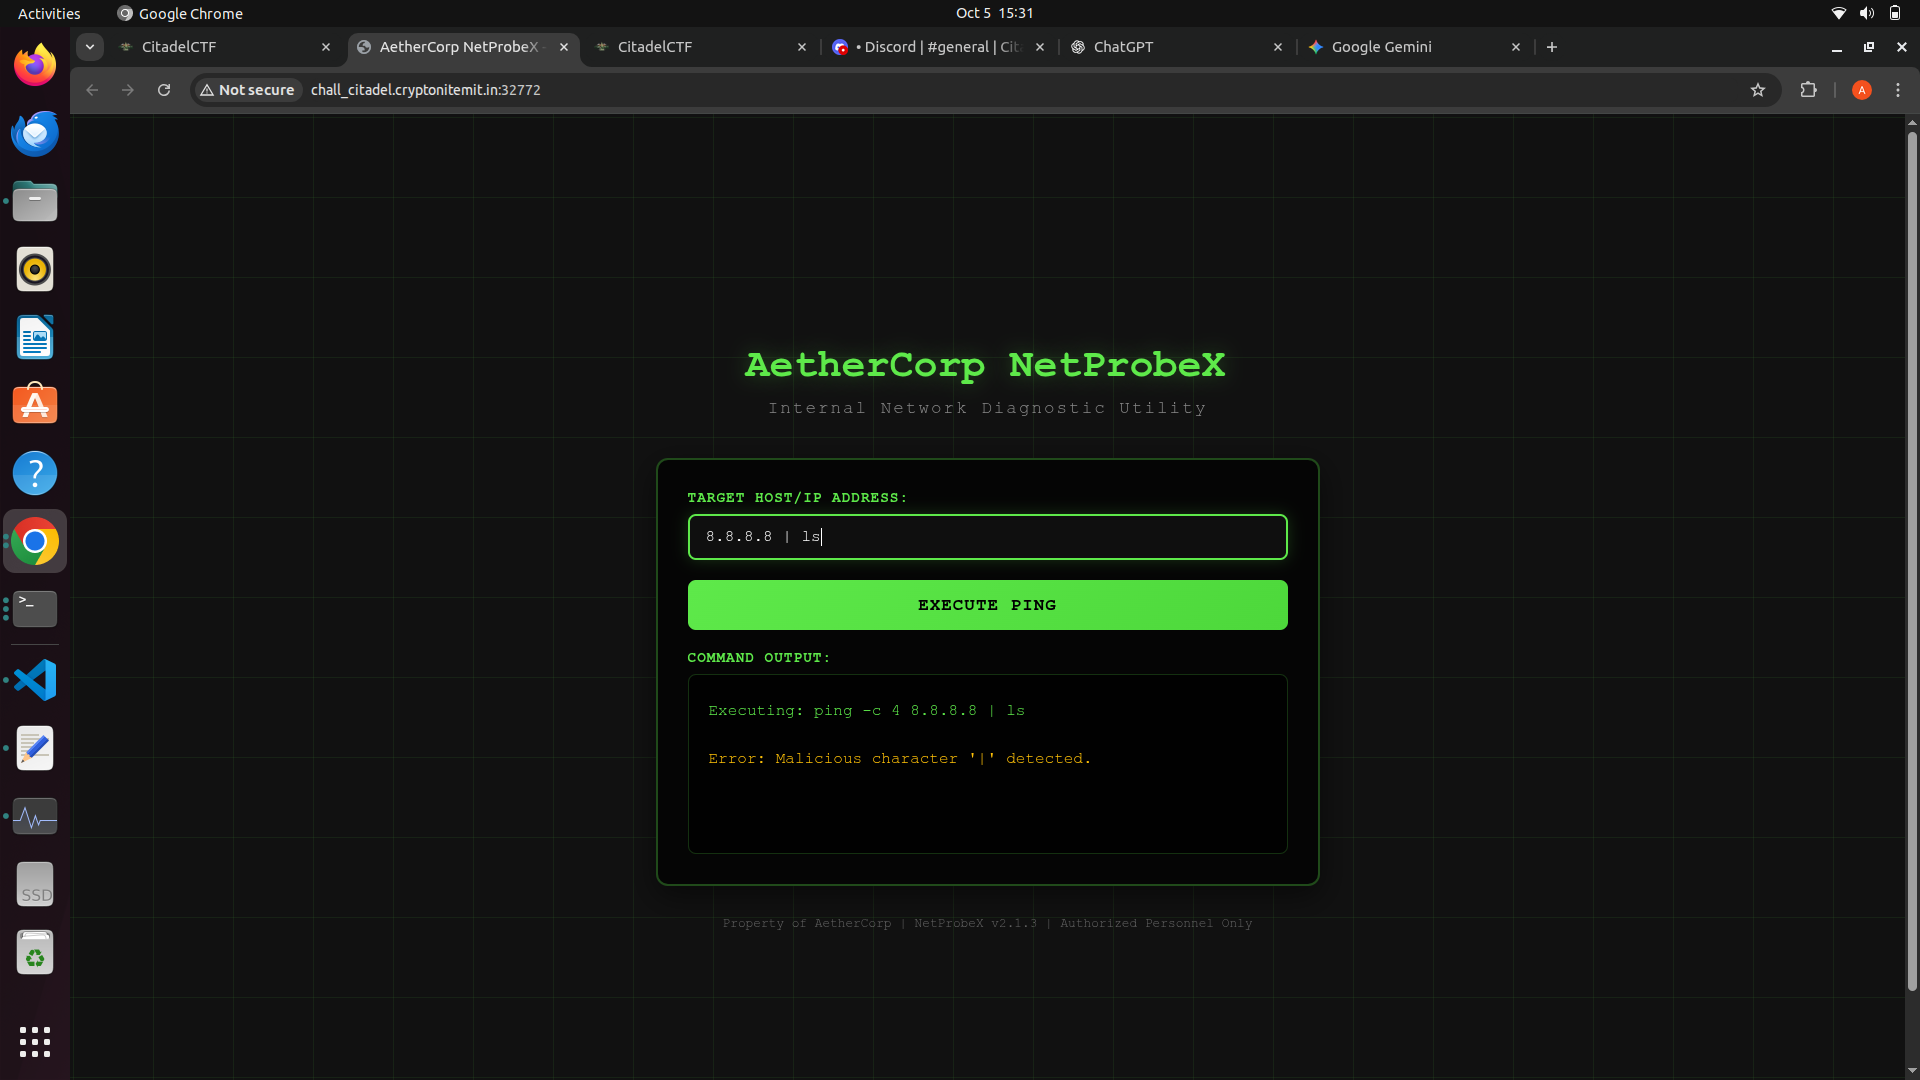 Activities
Google Chrome
Oct 5 15:31
CitadelCTF
AetherCorp NetProbeX -
CitadelCTF
• Discord | #general | Cit
ChatGPT
Google Gemini
Not secure
chall_citadel.cryptonitemit.in:32772
A
AetherCorp NetProbeX
Internal Network Diagnostic Utility
TARGET HOST/IP ADDRESS:
8.8.8.8 | ls
EXECUTE PING
COMMAND OUTPUT:
Executing: ping -c 4 8.8.8.8 | ls
Error: Malicious character '|' detected.
Property of AetherCorp | NetProbeX v2.1.3 | Authorized Personnel Only
>_
SSD